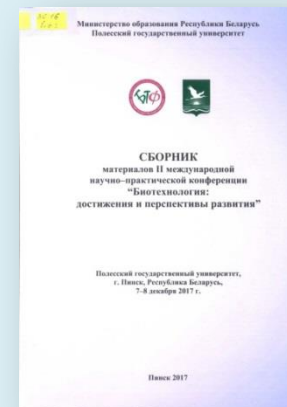 Министерство образования Республики Беларусь
Полесский государственный университет
БТФ
СБОРНИК
материалов II международной
научно–практической конференции
“Биотехнология:
достижения и перспективы развития”
Полесский государственный университет,
г. Пинск, Республика Беларусь,
7–8 декабря 2017 г.
Пинск 2017